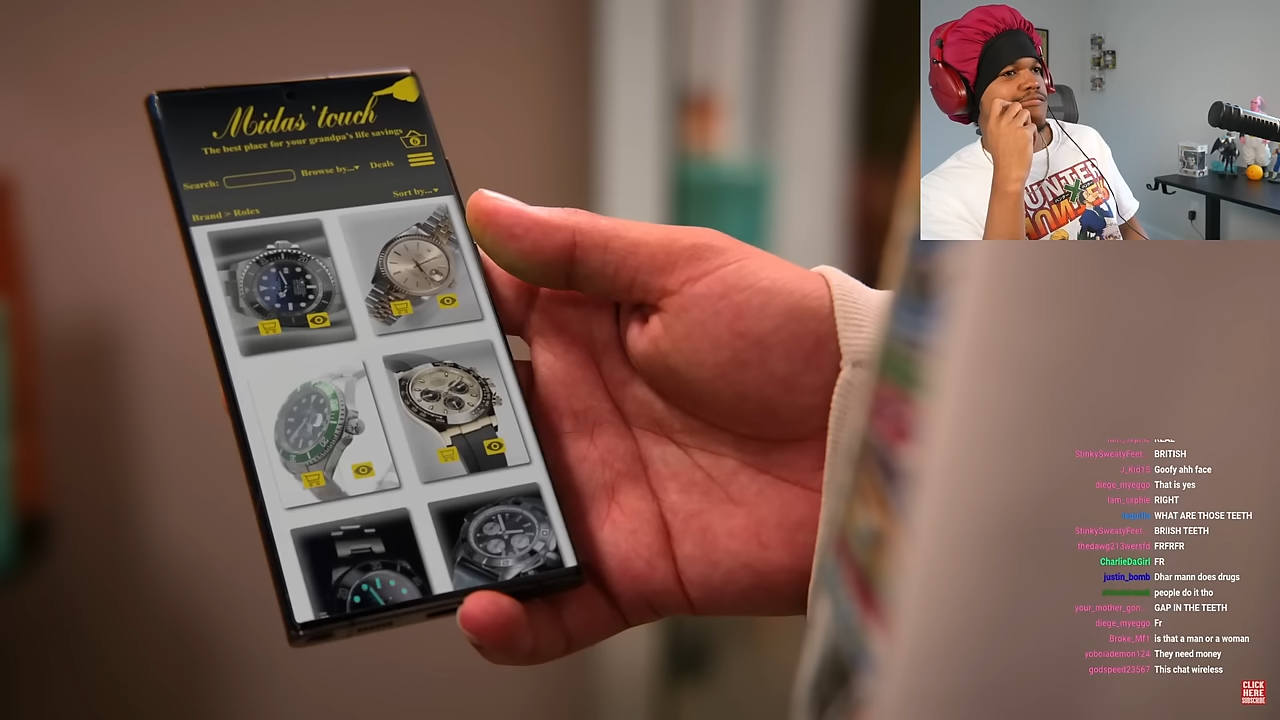 Midas 'touch
The best place for your grandpa's life savings
6
Search:
Browse by...
Deals
Sort by...
Brand > Rolex
REAL
StinkySweatyFeet... BRITISH
J_Kid15 Goofy ahh face
diege_myeggo That is yes
iam_saphie RIGHT
WHAT ARE THOSE TEETH
StinkySweatyFeet... BRIISH TEETH
thedawg213wersfd FRFRFR
CharlieDaGirl FR
justin_bomb Dhar mann does drugs
people do it tho
your_mother_gon... GAP IN THE TEETH
diege_myeggo Fr
Broke_Mf1 is that a man or a woman
yoboiademon124 They need money
godspeed23567 This chat wireless
CLICK
HERE
SUBSCRIBE